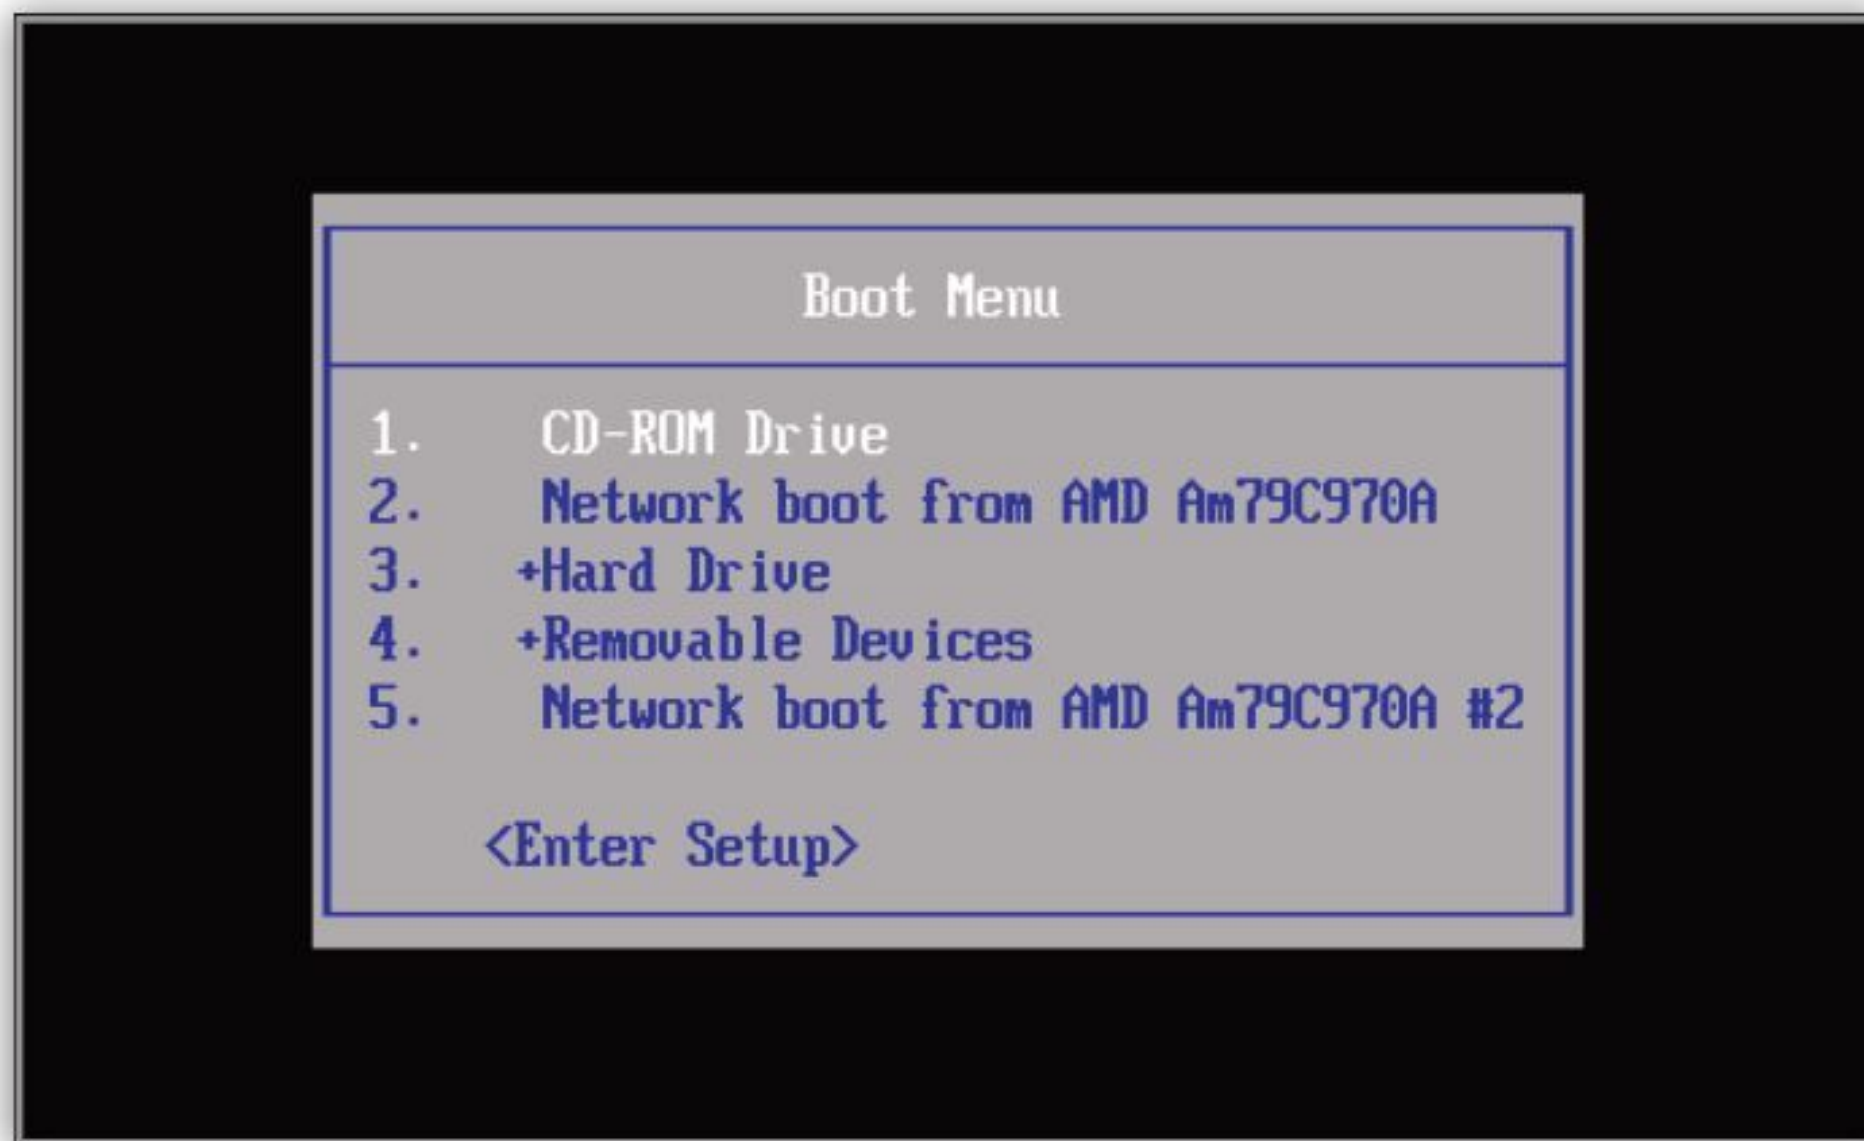 Boot Menu
1. CD-ROM Drive
2. Network boot from AMD Am79C970A
3. +Hard Drive
4. +Removable Devices
5. Network boot from AMD Am79C970A #2
<Enter Setup>